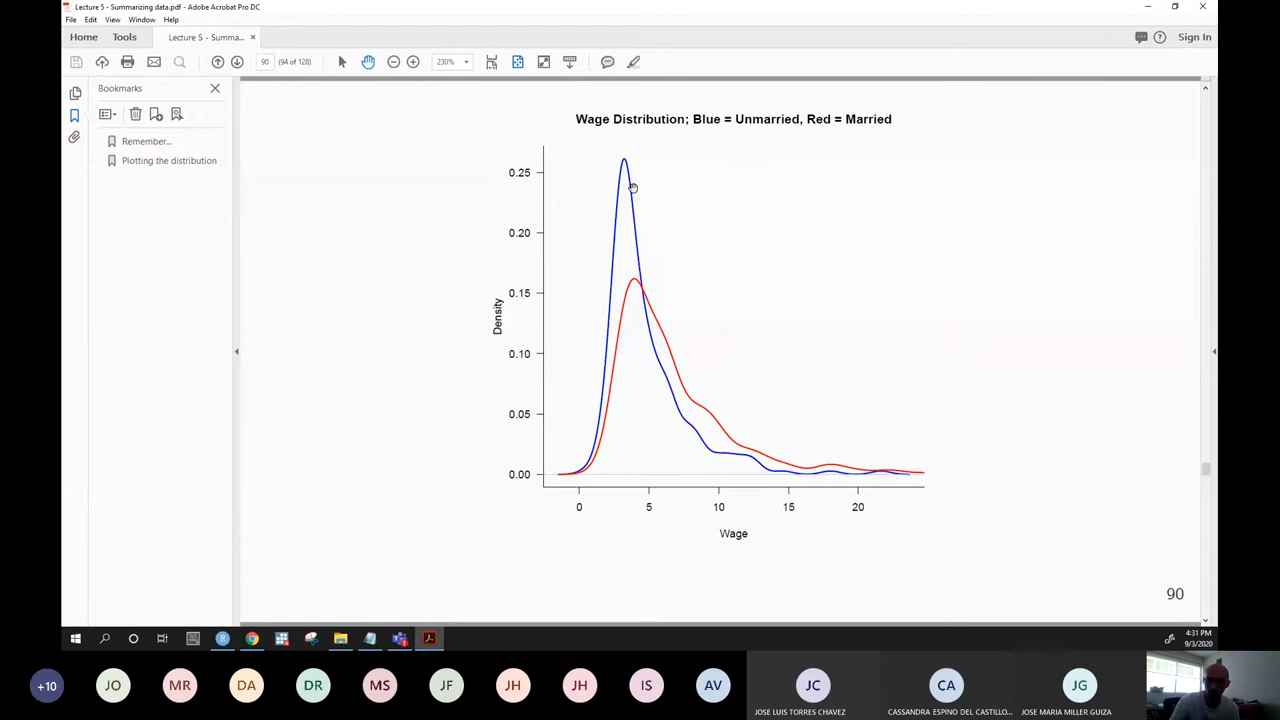 Lecture 5 - Summarizing data.pdf - Adobe Acrobat Pro DC
File Edit View Window Help
Home Tools Lecture 5 - Summa... ×
Sign In
90 (94 of 128) 230%
Bookmarks
Remember...
Plotting the distribution
Wage Distribution; Blue = Unmarried, Red = Married
0.25
0.20
0.15
0.10
0.05
0.00
Density
0 5 10 15 20
Wage
90
4:31 PM
9/3/2020
+10 JO MR DA DR MS JF JH JH IS AV JC CA JG
JOSE LUIS TORRES CHAVEZ CASSANDRA ESPINO DEL CASTILLO... JOSE MARIA MILLER GUIZA